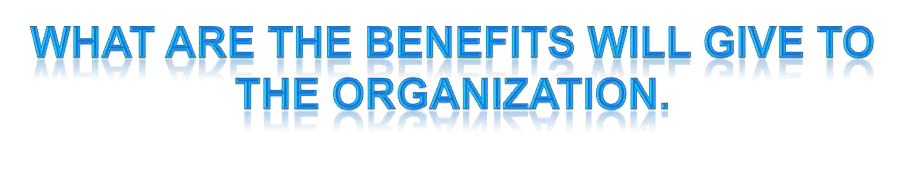 WHAT ARE THE BENEFITS WILL GIVE TO
THE ORGANIZATION.